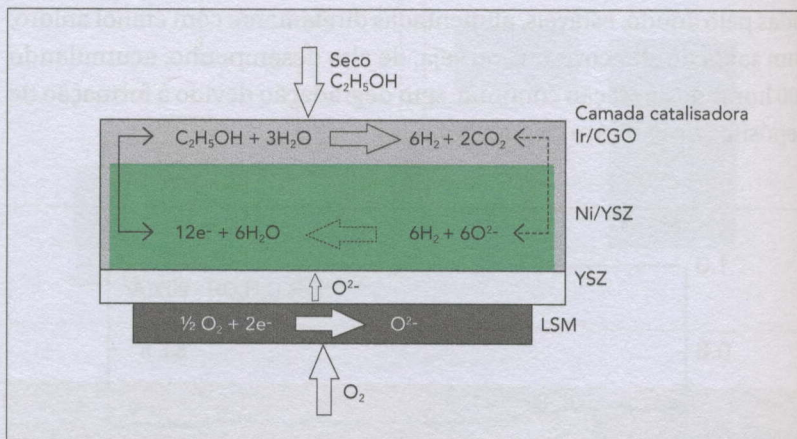 Seco
C₂H₅OH
Camada catalisadora
Ir/CGO
C₂H₅OH + 3H₂O
6H₂ + 2CO₂
Ni/YSZ
12e- + 6H₂O
6H₂ + 6O²-
YSZ
O²-
½ O₂ + 2e-
O²-
LSM
O₂